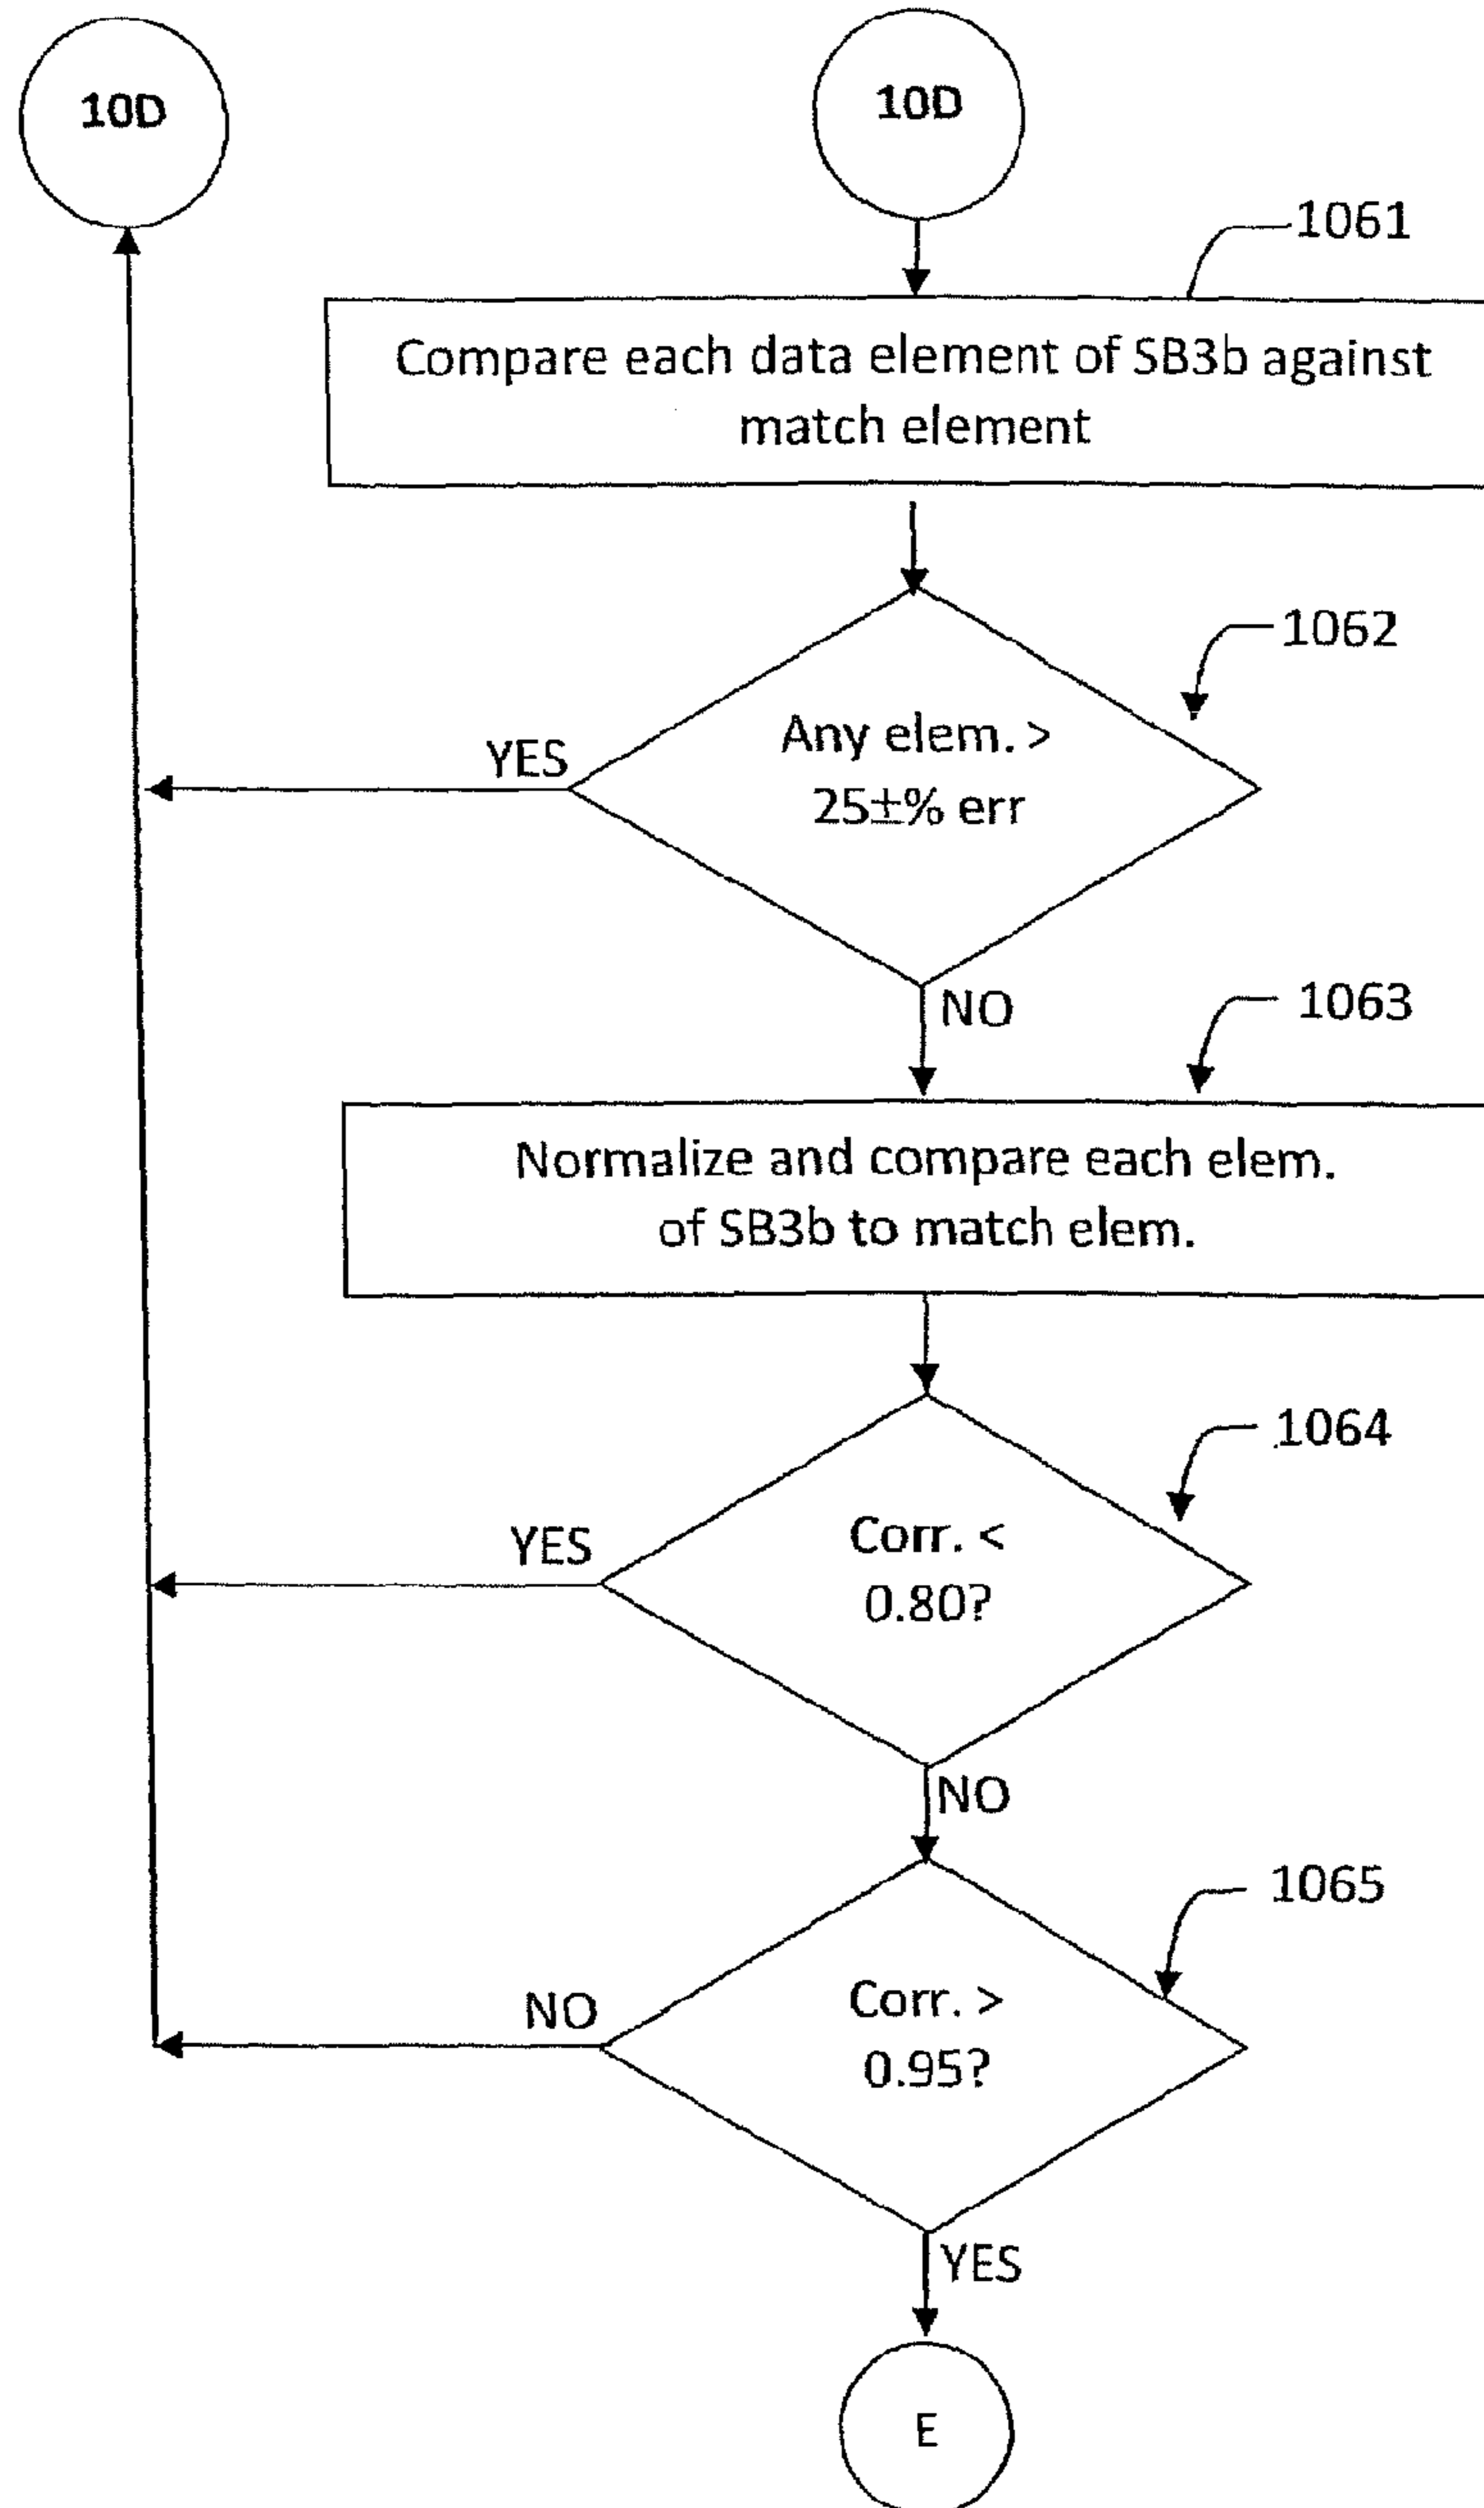 10D
10D
1061
Compare each data element of SB3b against
match element
1062
Any elem. >
25±% err
YES
NO
1063
Normalize and compare each elem.
of SB3b to match elem.
1064
Corr. <
0.80?
YES
NO
1065
Corr. >
0.95?
NO
YES
E